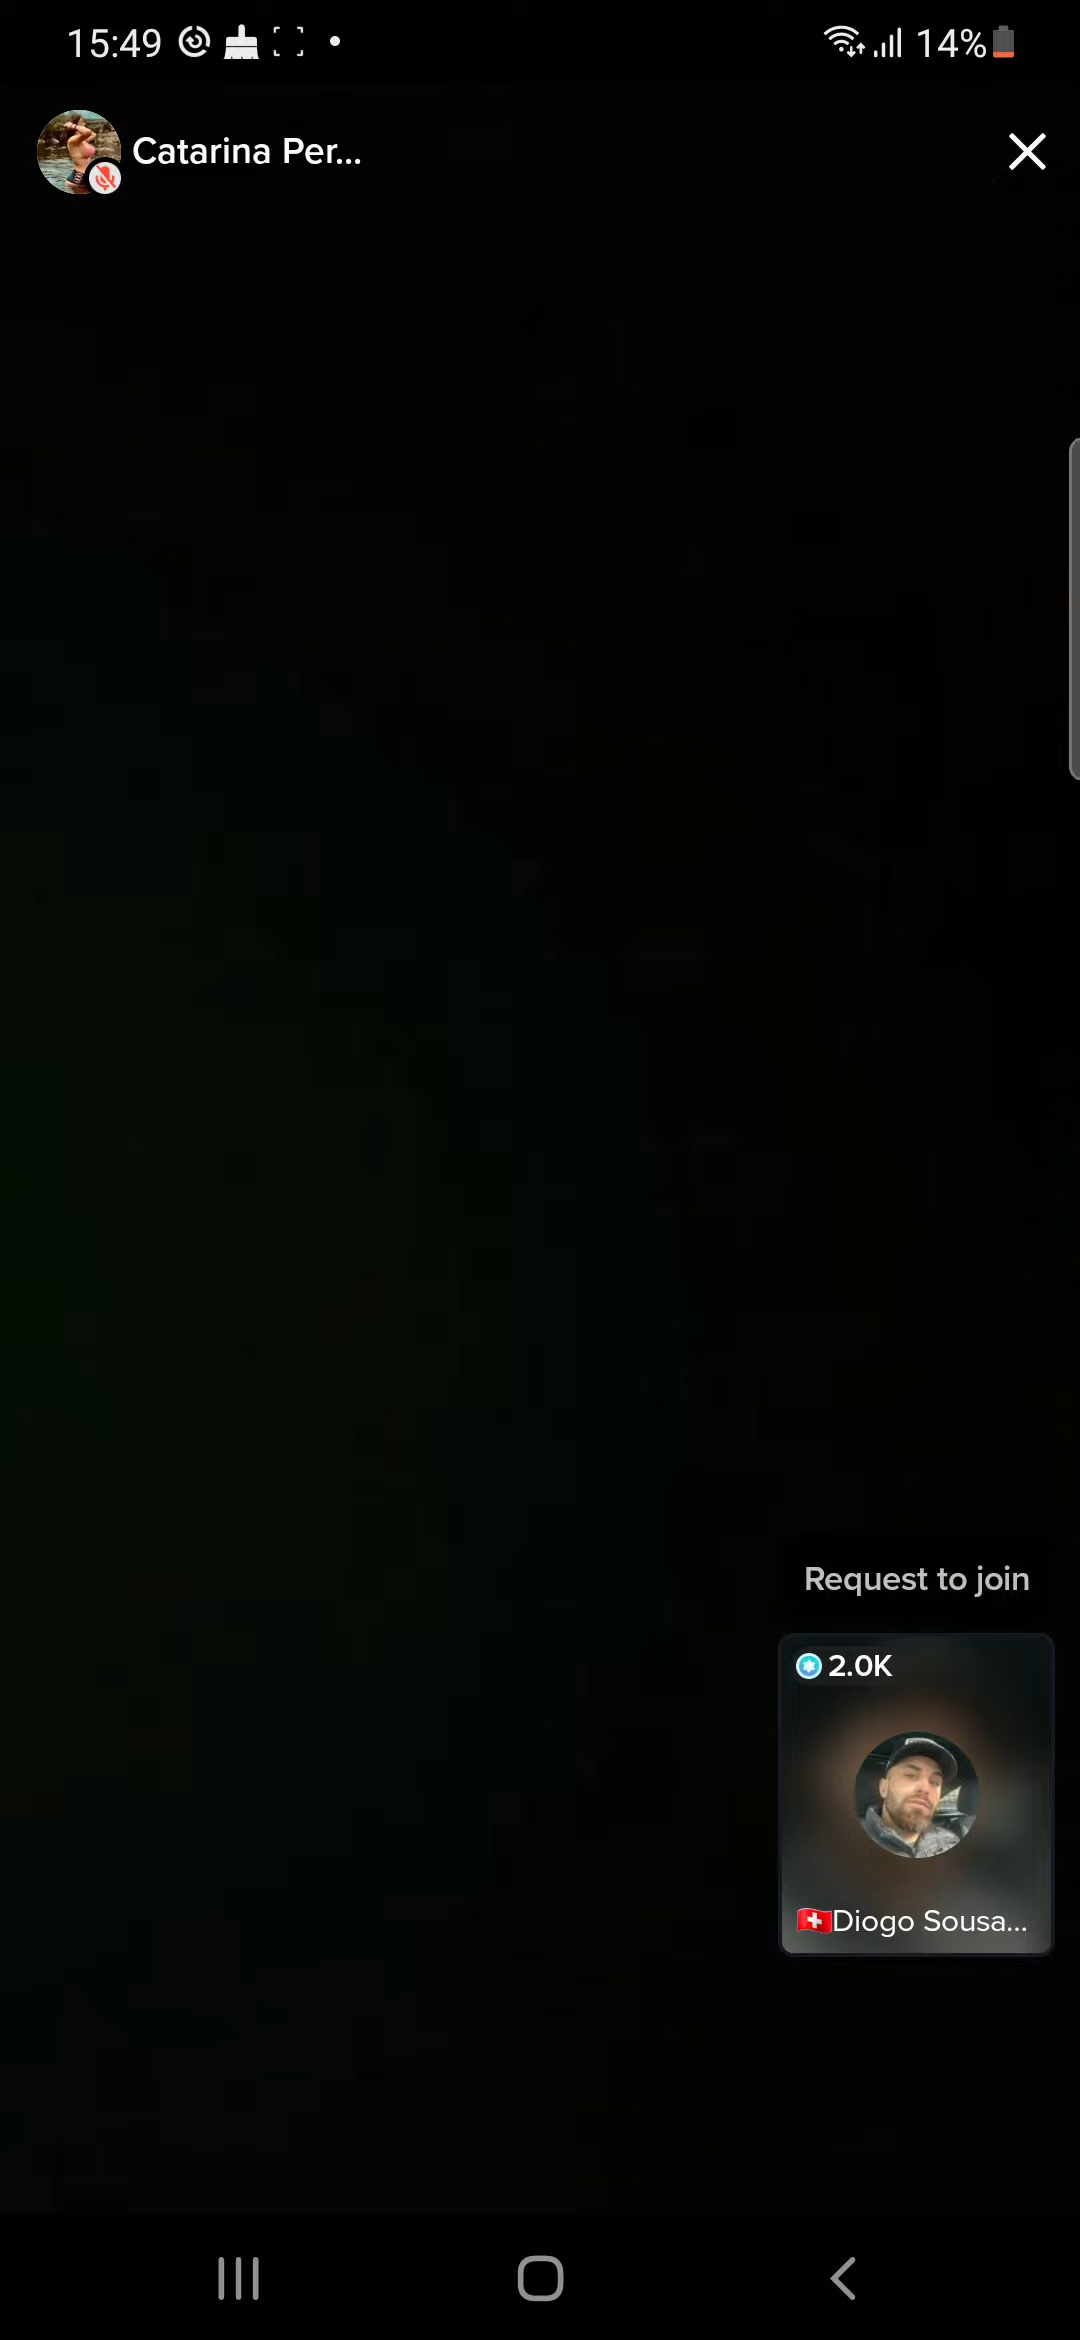 15:49 14%
Catarina Per...
Request to join
2.0K
🇨🇭Diogo Sousa...